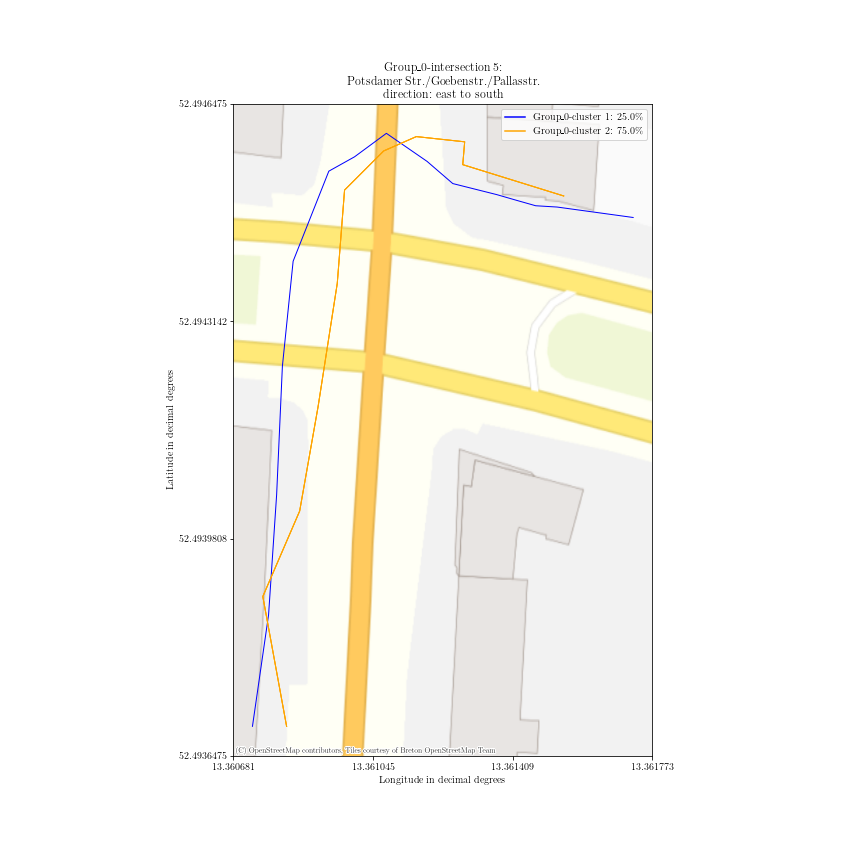 Group_0-intersection 5:
Potsdamer Str./Goebenstr./Pallasstr.
direction: east to south
Group_0-cluster 1: 25.0%
Group_0-cluster 2: 75.0%
52.4946475
52.4943142
52.4939808
52.4936475
Latitude in decimal degrees
(C) OpenStreetMap contributors, Tiles courtesy of Breton OpenStreetMap Team
13.360681
13.361045
13.361409
13.361773
Longitude in decimal degrees